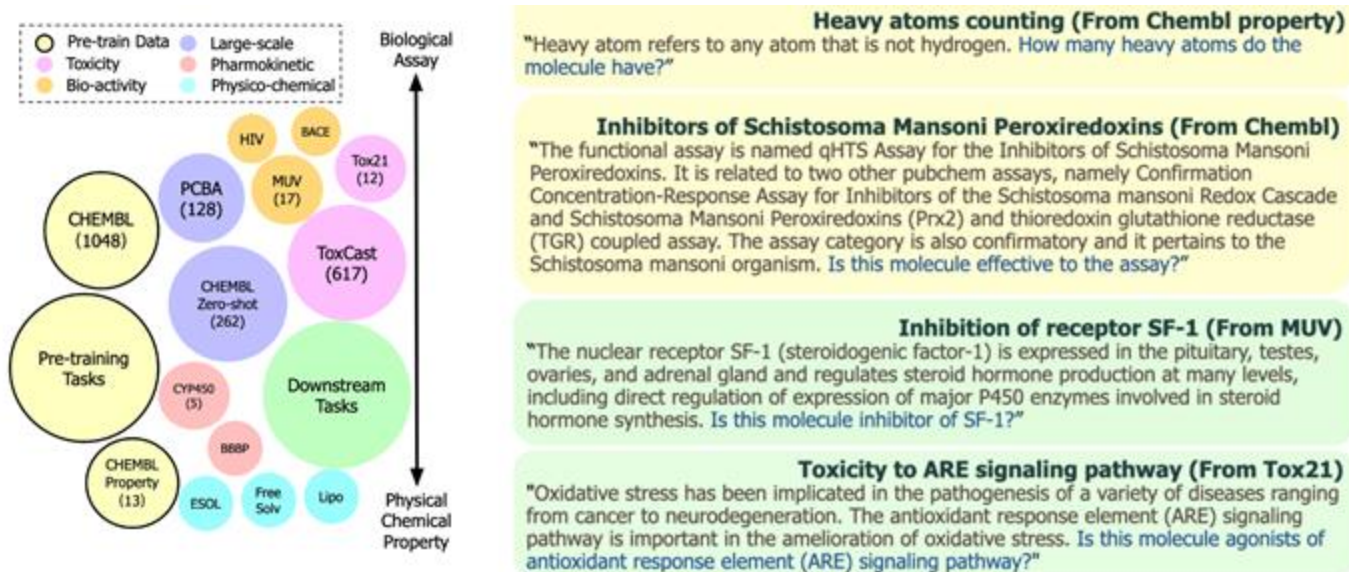 Pre-train Data
Large-scale
Toxicity
Pharmokinetic
Bio-activity
Physico-chemical
Biological
Assay
HIV
BACE
Tox21
(12)
PCBA
(128)
MUV
(17)
CHEMBL
(1048)
ToxCast
(617)
CHEMBL
Zero-shot
(262)
Pre-training
Tasks
CYP450
(5)
Downstream
Tasks
BBBP
CHEMBL
Property
(13)
ESOL
Free
Solv
Lipo
Physical
Chemical
Property
Heavy atoms counting (From Chembl property)
"Heavy atom refers to any atom that is not hydrogen. How many heavy atoms do the
molecule have?"
Inhibitors of Schistosoma Mansoni Peroxiredoxins (From Chembl)
"The functional assay is named qHTS Assay for the Inhibitors of Schistosoma Mansoni
Peroxiredoxins. It is related to two other pubchem assays, namely Confirmation
Concentration-Response Assay for Inhibitors of the Schistosoma mansoni Redox Cascade
and Schistosoma Mansoni Peroxiredoxins (Prx2) and thioredoxin glutathione reductase
(TGR) coupled assay. The assay category is also confirmatory and it pertains to the
Schistosoma mansoni organism. Is this molecule effective to the assay?"
Inhibition of receptor SF-1 (From MUV)
"The nuclear receptor SF-1 (steroidogenic factor-1) is expressed in the pituitary, testes,
ovaries, and adrenal gland and regulates steroid hormone production at many levels,
including direct regulation of expression of major P450 enzymes involved in steroid
hormone synthesis. Is this molecule inhibitor of SF-1?"
Toxicity to ARE signaling pathway (From Tox21)
"Oxidative stress has been implicated in the pathogenesis of a variety of diseases ranging
from cancer to neurodegeneration. The antioxidant response element (ARE) signaling
pathway is important in the amelioration of oxidative stress. Is this molecule agonists of
antioxidant response element (ARE) signaling pathway?"